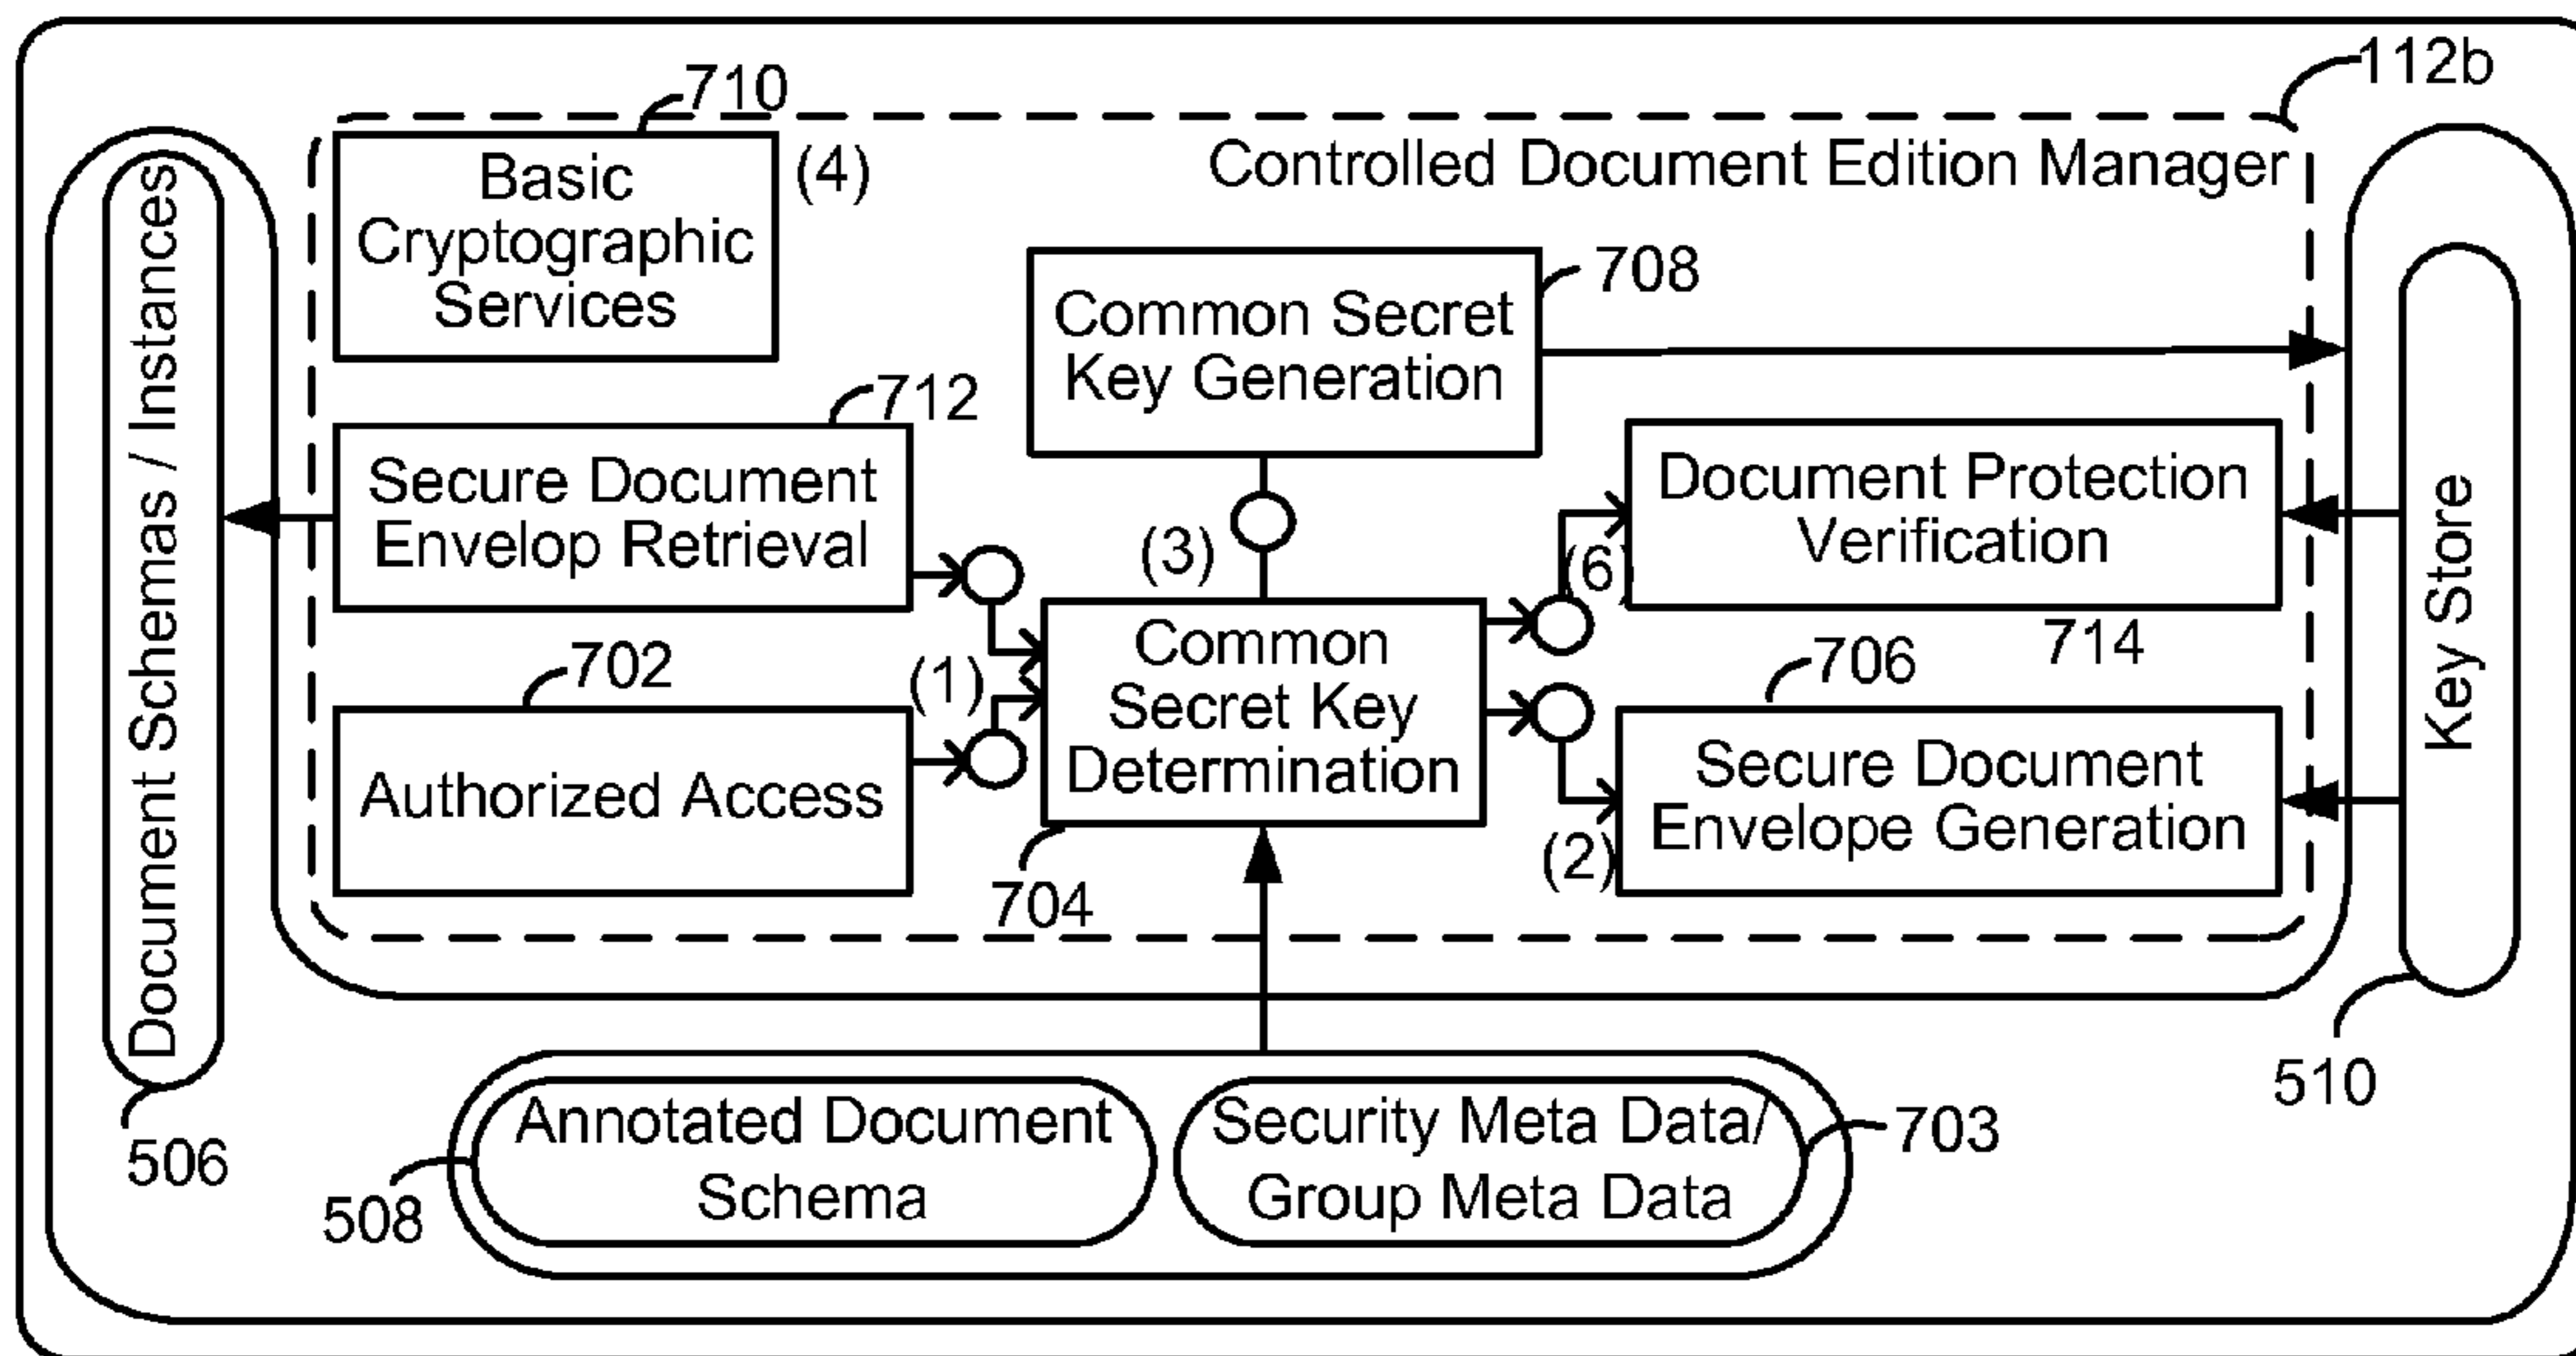 112b
710
Basic
Cryptographic
Services
(4)
Controlled Document Edition Manager
708
Common Secret
Key Generation
712
Secure Document
Envelop Retrieval
(3)
(6)
Document Protection
Verification
714
Document Schemas / Instances
Key Store
702
(1)
Authorized Access
Common
Secret Key
Determination
704
706
Secure Document
Envelope Generation
(2)
506
508
Annotated Document
Schema
Security Meta Data/
Group Meta Data
703
510